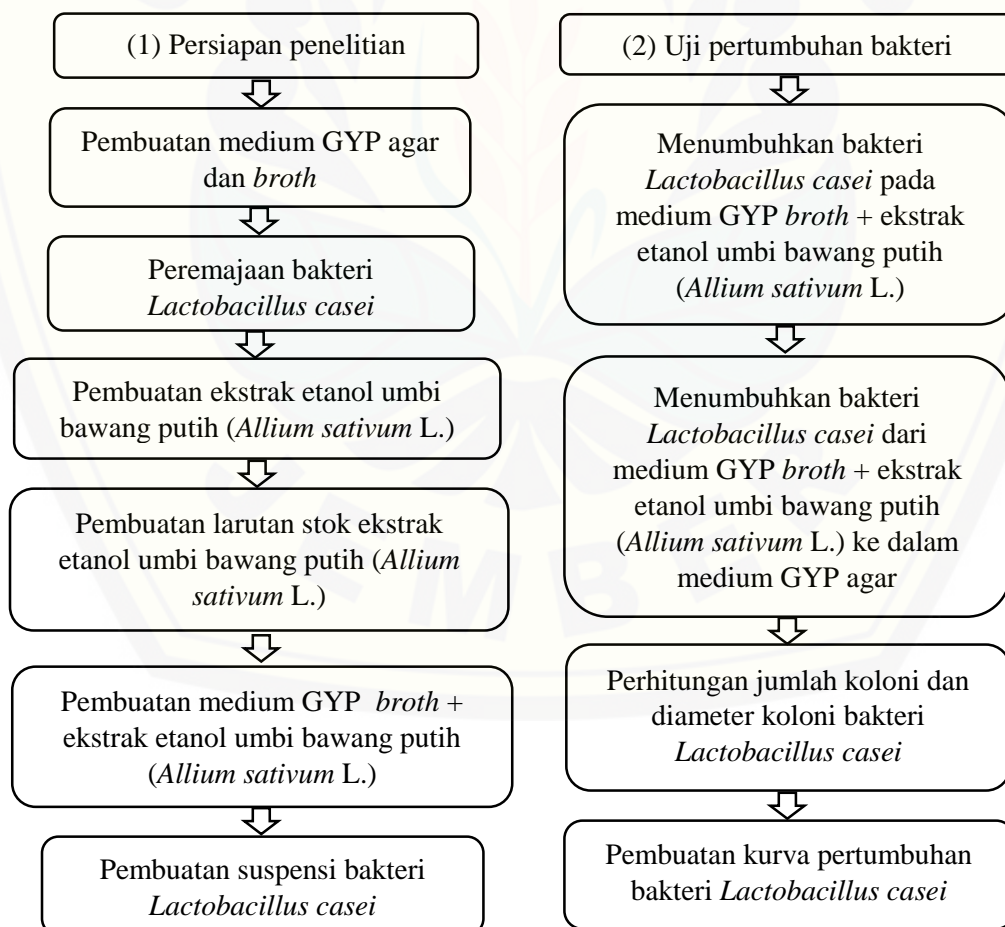 (1) Persiapan penelitian
Pembuatan medium GYP agar
dan broth
Peremajaan bakteri
Lactobacillus casei
Pembuatan ekstrak etanol umbi
bawang putih (Allium sativum L.)
Pembuatan larutan stok ekstrak
etanol umbi bawang putih (Allium
sativum L.)
Pembuatan medium GYP broth +
ekstrak etanol umbi bawang putih
(Allium sativum L.)
Pembuatan suspensi bakteri
Lactobacillus casei
(2) Uji pertumbuhan bakteri
Menumbuhkan bakteri
Lactobacillus casei pada
medium GYP broth + ekstrak
etanol umbi bawang putih
(Allium sativum L.)
Menumbuhkan bakteri
Lactobacillus casei dari
medium GYP broth + ekstrak
etanol umbi bawang putih
(Allium sativum L.) ke dalam
medium GYP agar
Perhitungan jumlah koloni dan
diameter koloni bakteri
Lactobacillus casei
Pembuatan kurva pertumbuhan
bakteri Lactobacillus casei
JEMBER